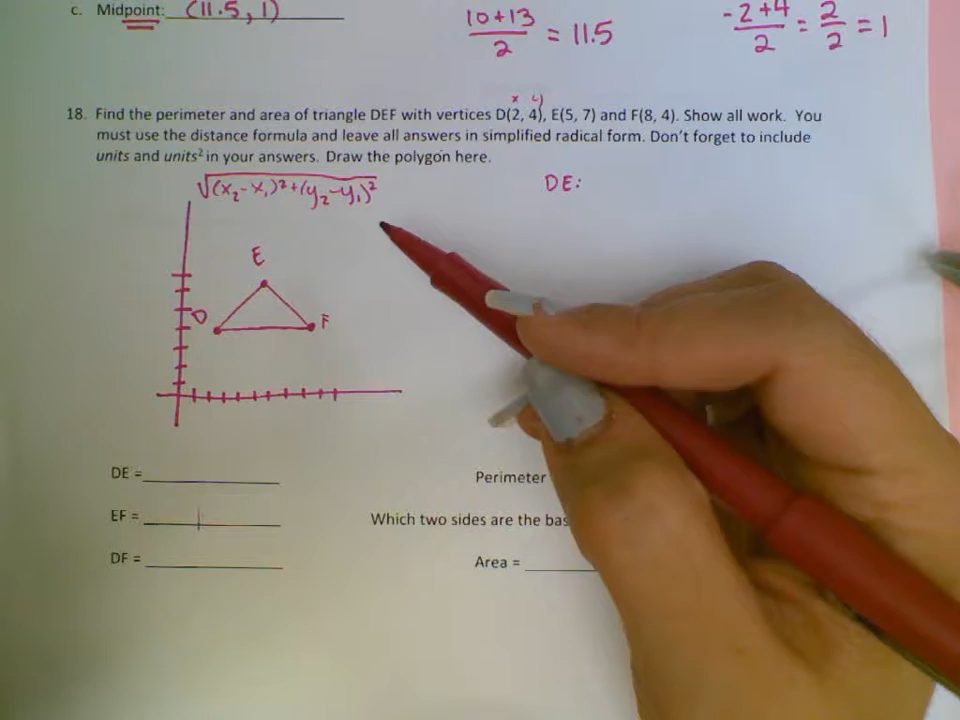 c. Midpoint: (11.5, 1)
10+13
2
= 11.5
-2+4
2
= 2
2
= 1
x y
18. Find the perimeter and area of triangle DEF with vertices D(2, 4), E(5, 7) and F(8, 4). Show all work. You
must use the distance formula and leave all answers in simplified radical form. Don't forget to include
units and units² in your answers. Draw the polygon here.
√(x₂-x₁)²+(y₂-y₁)²
DE:
E
D
F
DE =
Perimeter
EF =
Which two sides are the bas
DF =
Area =